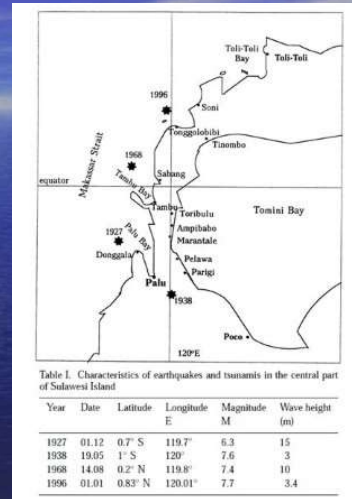 Toli-Toli
Bay
Toli-Toli
1996
Soni
Tonggolobibi
Tinombo
Makassar Strait
1968
Sabang
Tambu Bay
equator
Tambu
Toribulu
Tomini Bay
Ampibabo
Marantale
1927
Palu Bay
Donggala
Pelawa
Parigi
Palu
1938
Poco
120°E
Table I. Characteristics of earthquakes and tsunamis in the central part
of Sulawesi Island
Year Date Latitude Longitude Magnitude Wave height
E M (m)
1927 01.12 0.7° S 119.7° 6.3 15
1938 19.05 1° S 120° 7.6 3
1968 14.08 0.2° N 119.8° 7.4 10
1996 01.01 0.83° N 120.01° 7.7 3.4